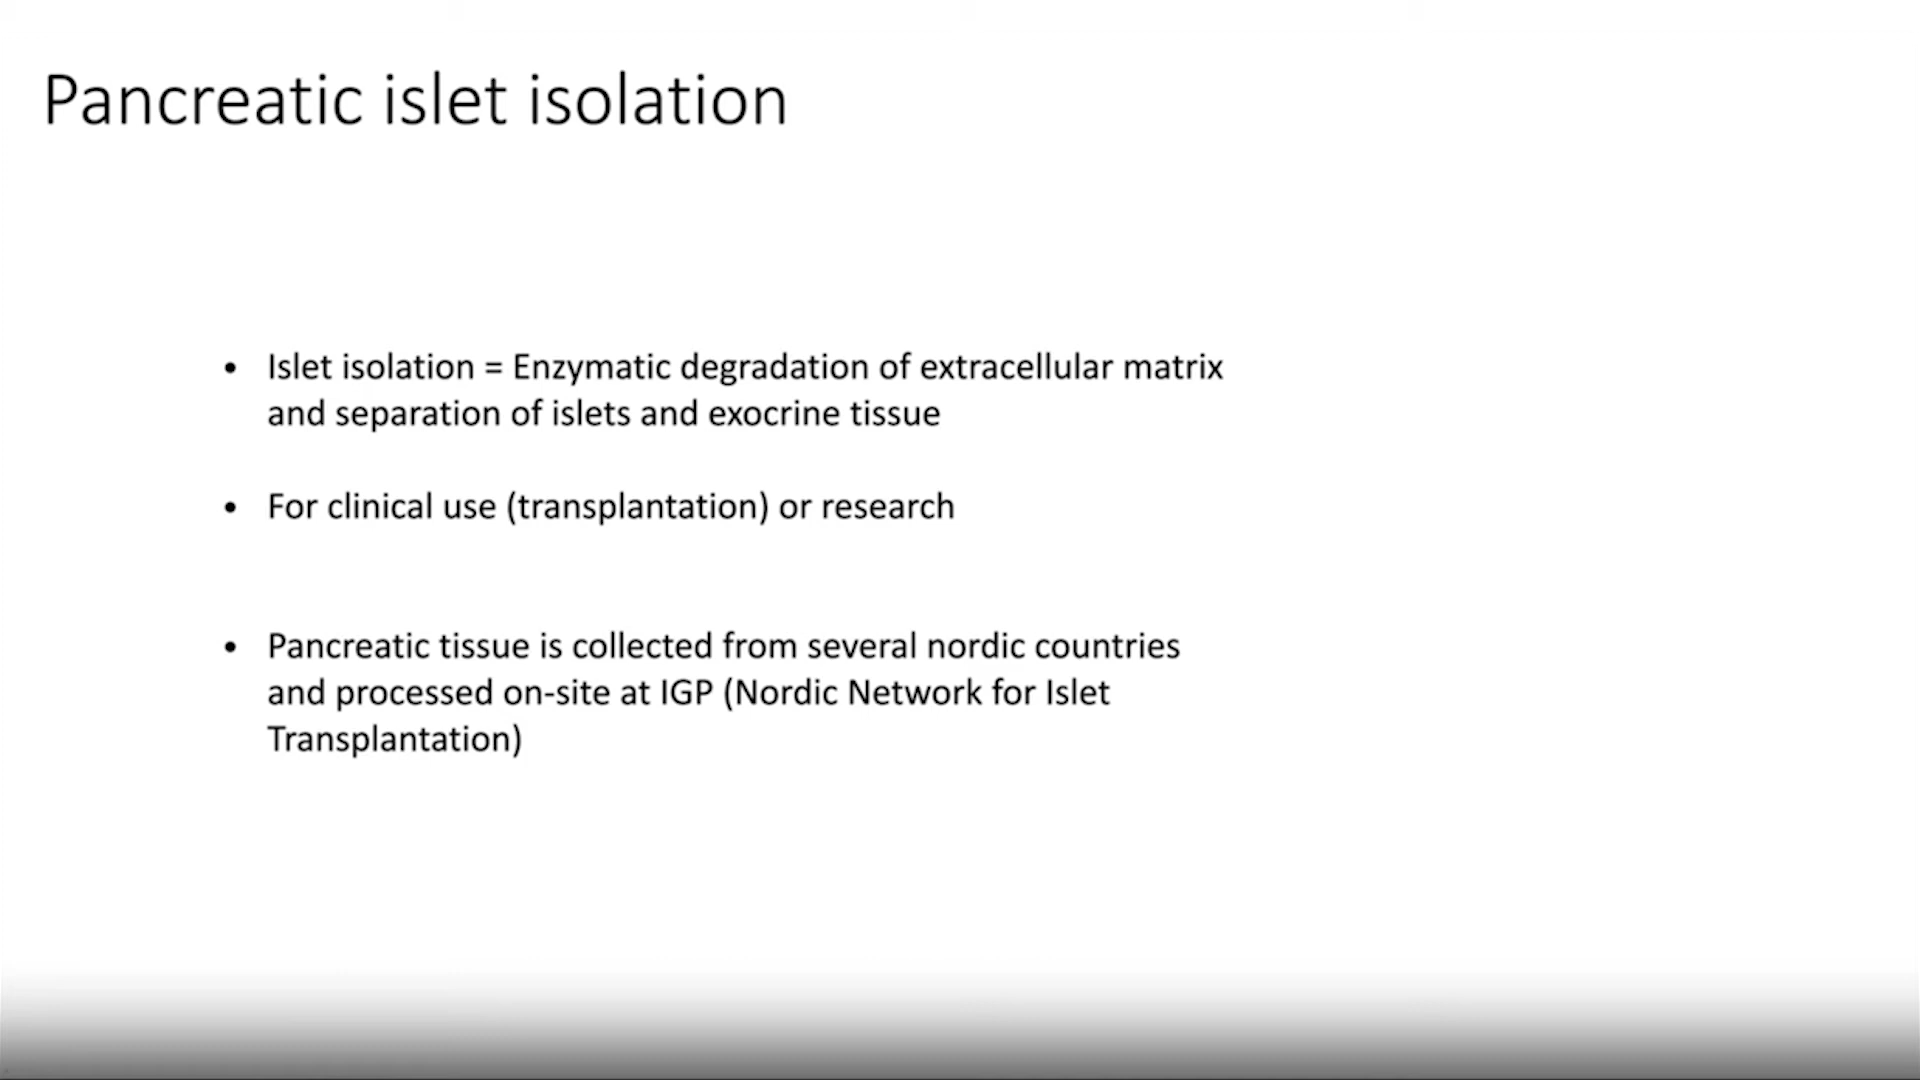 Pancreatic islet isolation
• Islet isolation = Enzymatic degradation of extracellular matrix
and separation of islets and exocrine tissue
• For clinical use (transplantation) or research
• Pancreatic tissue is collected from several nordic countries
and processed on-site at IGP (Nordic Network for Islet
Transplantation)